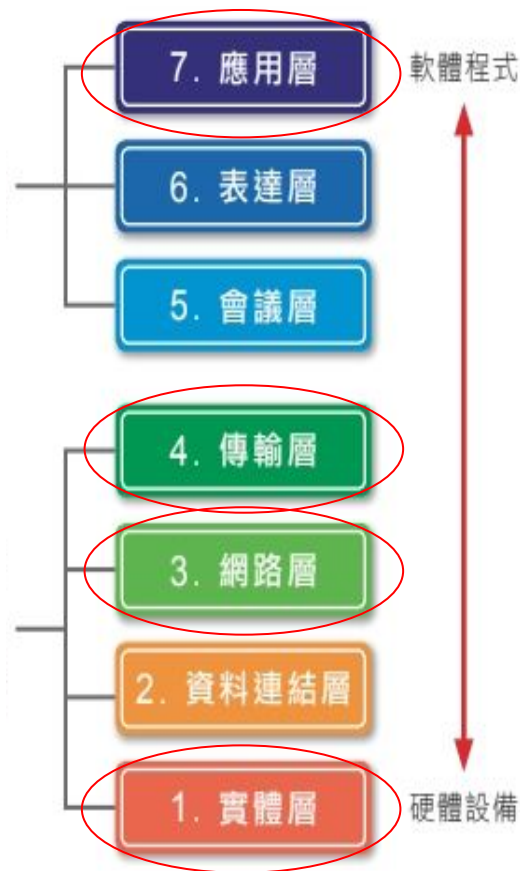 7. 應用層
軟體程式
6. 表達層
5. 會議層
4. 傳輸層
3. 網路層
2. 資料連結層
1. 實體層
硬體設備